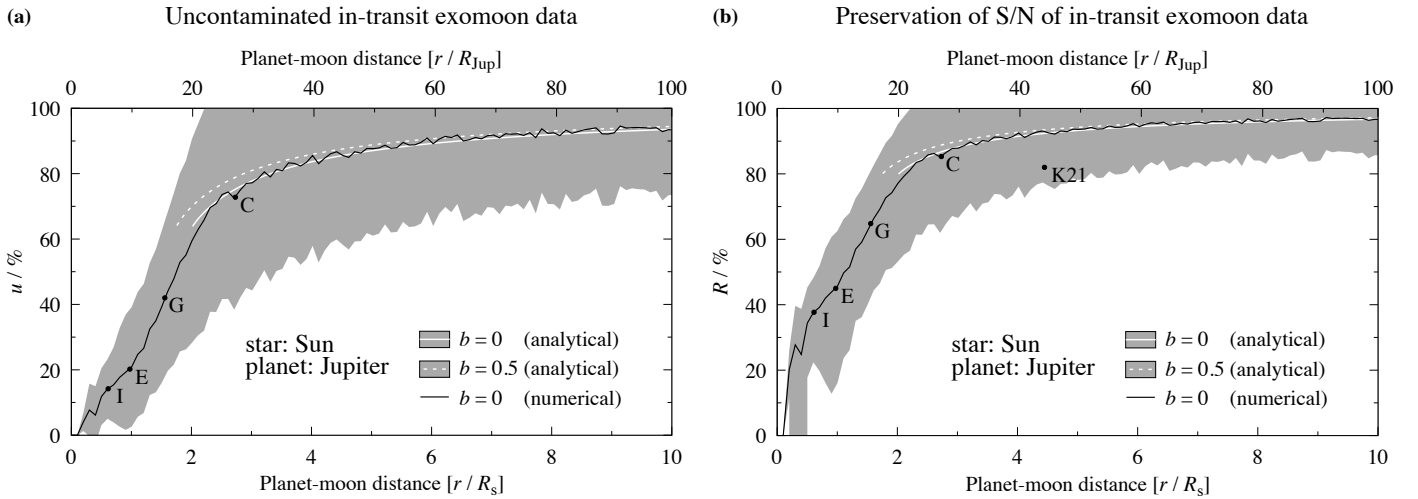 (a) Uncontaminated in-transit exomoon data
Planet-moon distance [r / R_Jup]
0 20 40 60 80 100
100
80
60
40
20
0
u / %
I
E
G
C
star: Sun
planet: Jupiter
b = 0 (analytical)
b = 0.5 (analytical)
b = 0 (numerical)
0 2 4 6 8 10
Planet-moon distance [r / R_s]
(b) Preservation of S/N of in-transit exomoon data
Planet-moon distance [r / R_Jup]
0 20 40 60 80 100
100
80
60
40
20
0
R / %
I
E
G
C
K21
star: Sun
planet: Jupiter
b = 0 (analytical)
b = 0.5 (analytical)
b = 0 (numerical)
0 2 4 6 8 10
Planet-moon distance [r / R_s]